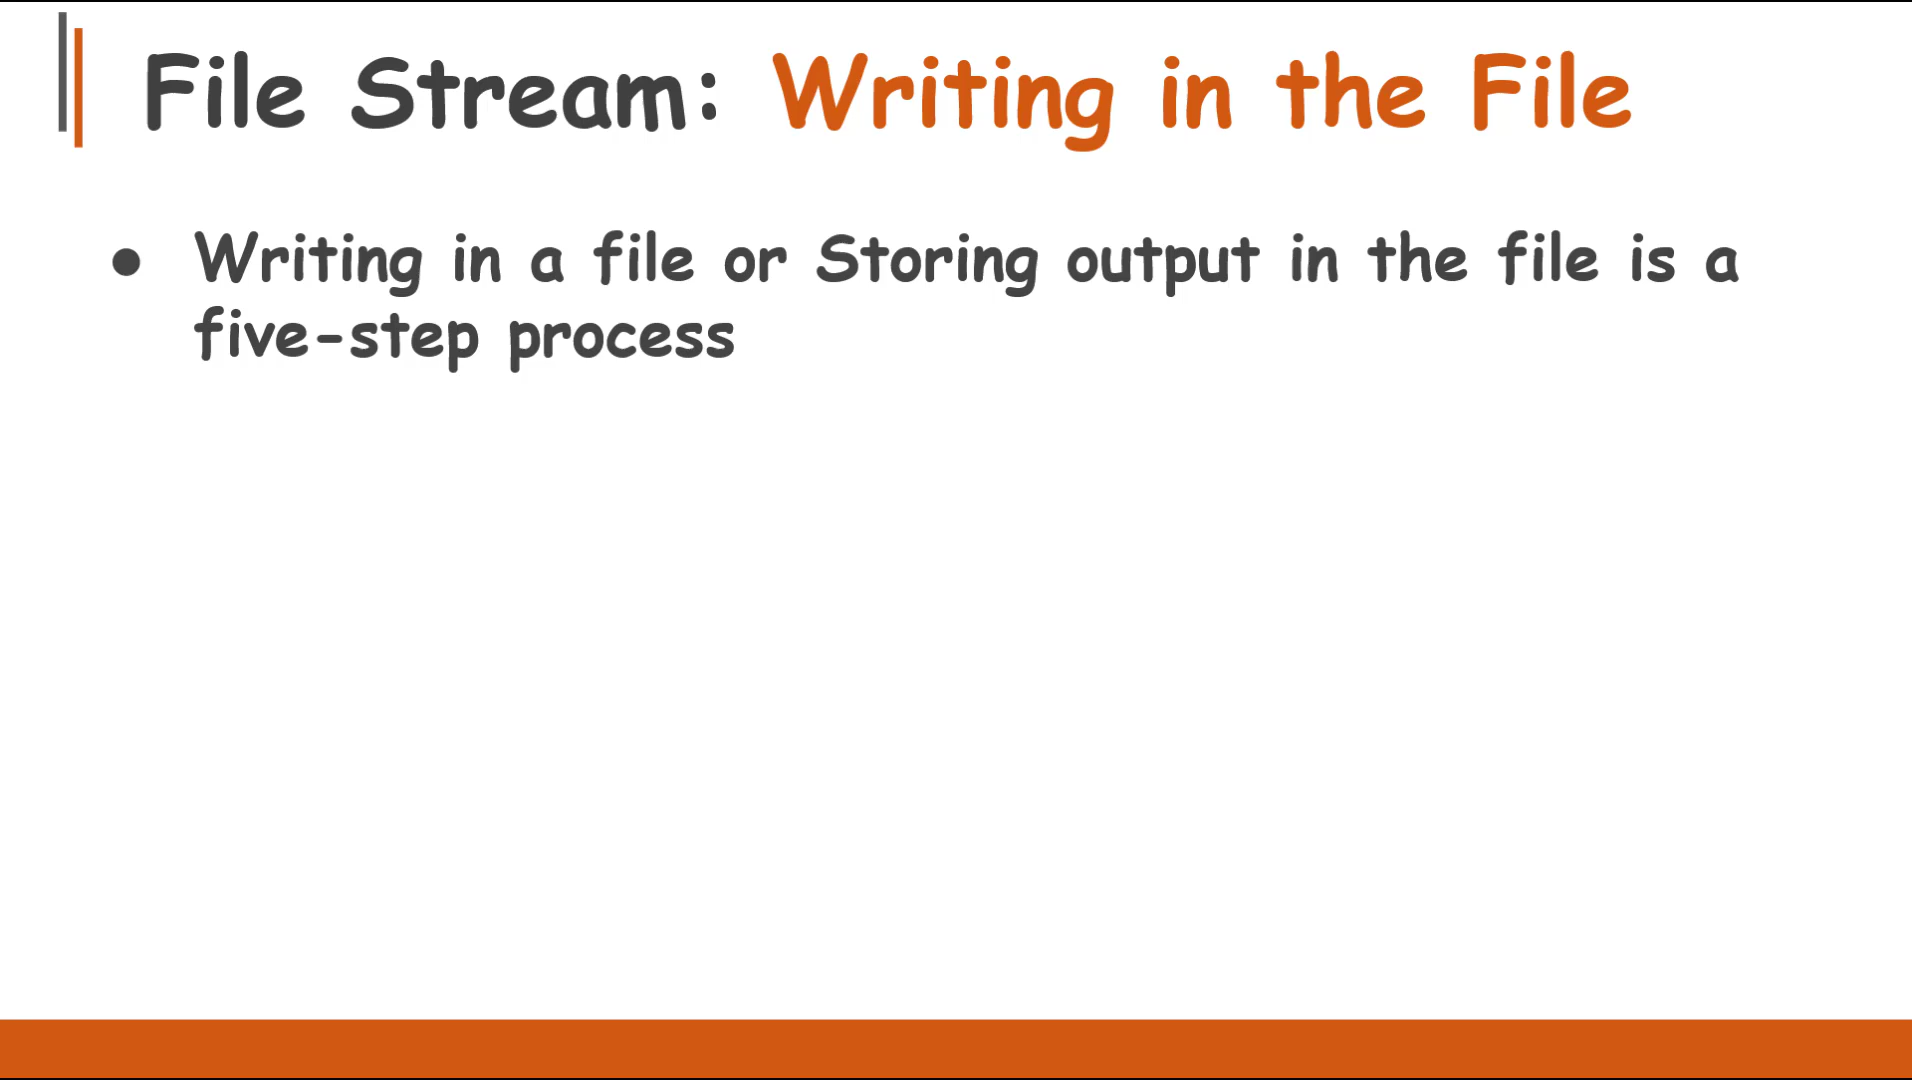 File Stream: Writing in the File
● Writing in a file or Storing output in the file is a
five-step process